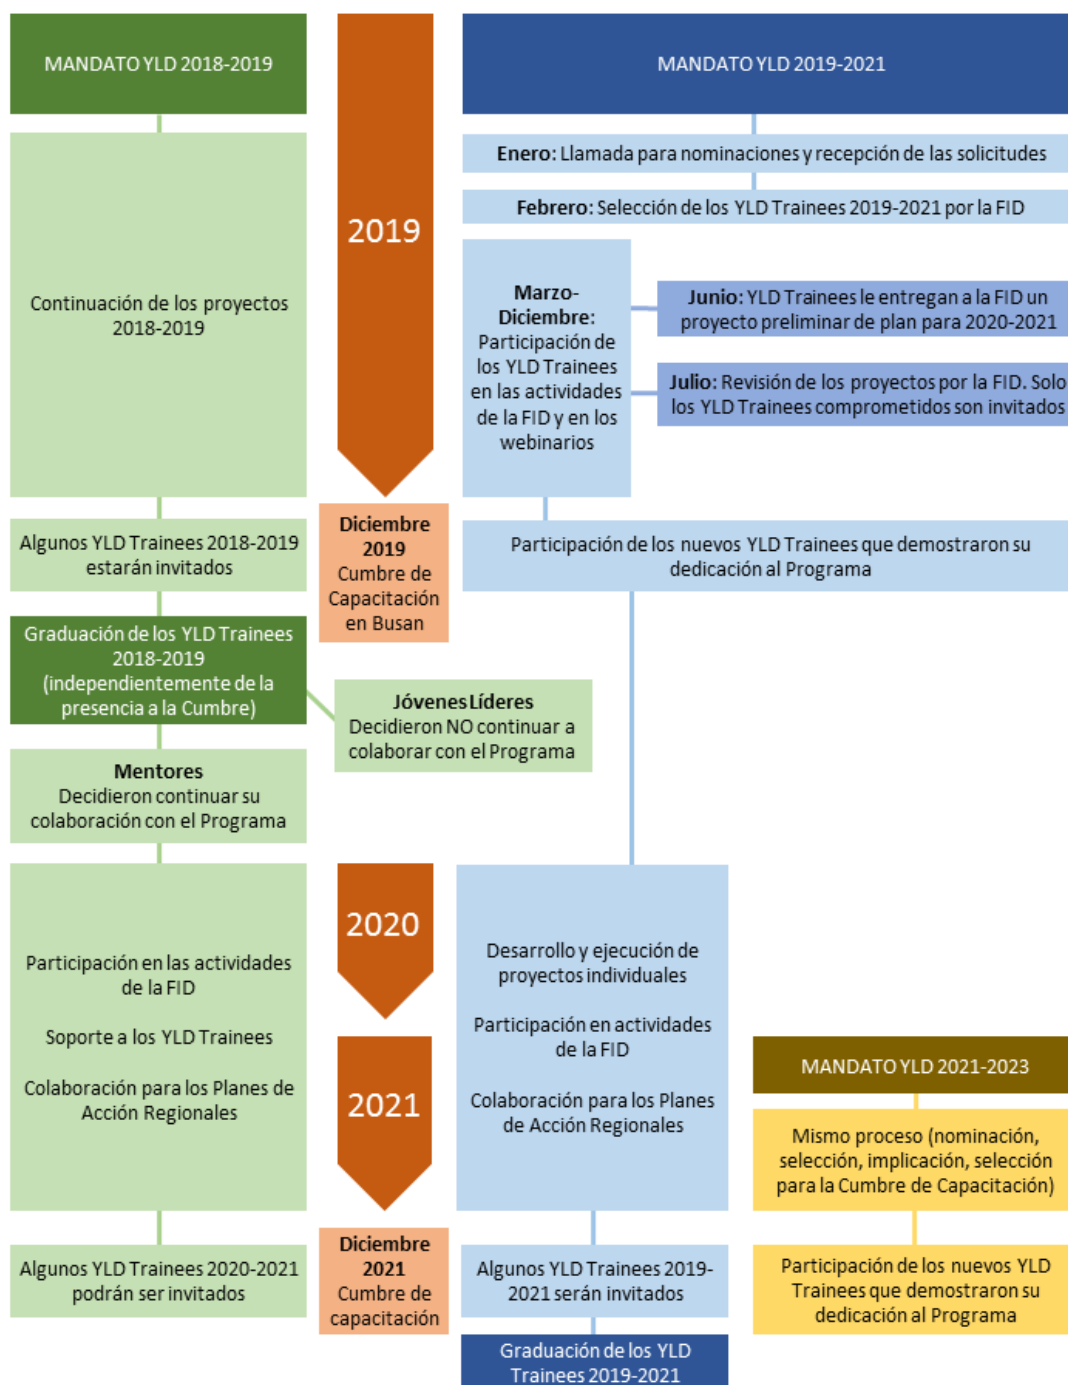 MANDATO YLD 2018-2019
2019
MANDATO YLD 2019-2021
Enero: Llamada para nominaciones y recepción de las solicitudes
Febrero: Selección de los YLD Trainees 2019-2021 por la FID
Continuación de los proyectos
2018-2019
Marzo-
Diciembre:
Participación de
los YLD Trainees
en las actividades
de la FID y en los
webinarios
Junio: YLD Trainees le entregan a la FID un
proyecto preliminar de plan para 2020-2021
Julio: Revisión de los proyectos por la FID. Solo
los YLD Trainees comprometidos son invitados
Algunos YLD Trainees 2018-2019
estarán invitados
Diciembre
2019
Cumbre de
Capacitación
en Busan
Participación de los nuevos YLD Trainees que demostraron su
dedicación al Programa
Graduación de los YLD Trainees
2018-2019
(independientemente de la
presencia a la Cumbre)
Jóvenes Líderes
Decidieron NO continuar a
colaborar con el Programa
Mentores
Decidieron continuar su
colaboración con el Programa
Participación en las actividades
de la FID
Soporte a los YLD Trainees
Colaboración para los Planes de
Acción Regionales
2020
2021
Desarrollo y ejecución de
proyectos individuales
Participación en actividades
de la FID
Colaboración para los Planes
de Acción Regionales
MANDATO YLD 2021-2023
Mismo proceso (nominación,
selección, implicación, selección
para la Cumbre de Capacitación)
Algunos YLD Trainees 2020-2021
podrán ser invitados
Diciembre
2021
Cumbre de
capacitación
Algunos YLD Trainees 2019-
2021 serán invitados
Participación de los nuevos YLD
Trainees que demostraron su
dedicación al Programa
Graduación de los YLD
Trainees 2019-2021